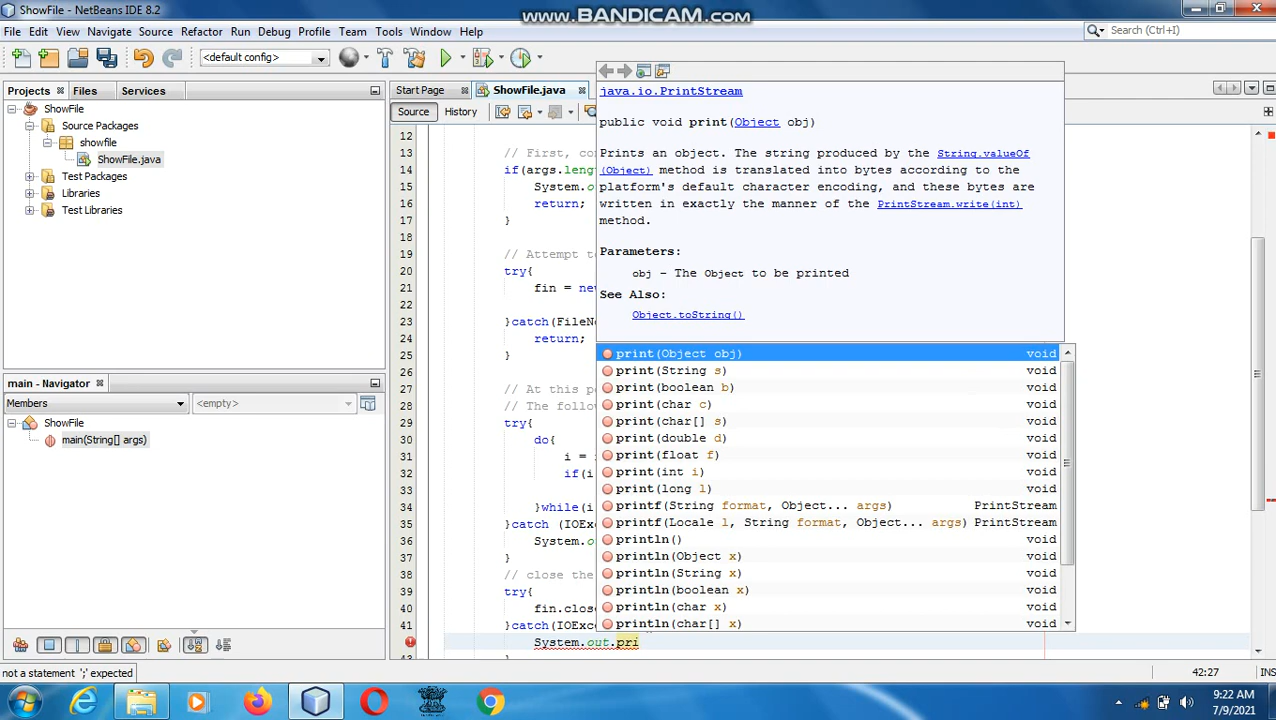 ShowFile - NetBeans IDE 8.2
www.BANDICAM.com
File Edit View Navigate Source Refactor Run Debug Profile Team Tools Window Help
Search (Ctrl+I)
<default config>
Projects Files Services
Start Page ShowFile.java
Source History
ShowFile
Source Packages
showfile
ShowFile.java
Test Packages
Libraries
Test Libraries
main - Navigator
Members <empty>
ShowFile
main(String[] args)
12
13 // First, co
14 if(args.leng
15 System.o
16 return;
17 }
18
19 // Attempt t
20 try{
21 fin = new
22
23 }catch(FileNo
24 return;
25 }
26
27 // At this p
28 // The follo
29 try{
30 do{
31 i =
32 if(i
33
34 }while(i
35 }catch (IOExc
36 System.o
37 }
38 // close the
39 try{
40 fin.close
41 }catch(IOExc
System.out.pri
43 }
java.io.PrintStream
public void print(Object obj)
Prints an object. The string produced by the String.valueOf
(Object) method is translated into bytes according to the
platform's default character encoding, and these bytes are
written in exactly the manner of the PrintStream.write(int)
method.
Parameters:
obj - The Object to be printed
See Also:
Object.toString()
print(Object obj) void
print(String s) void
print(boolean b) void
print(char c) void
print(char[] s) void
print(double d) void
print(float f) void
print(int i) void
print(long l) void
printf(String format, Object... args) PrintStream
printf(Locale l, String format, Object... args) PrintStream
println() void
println(Object x) void
println(String x) void
println(boolean x) void
println(char x) void
println(char[] x) void
not a statement ';' expected
42:27 INS
9:22 AM
7/9/2021